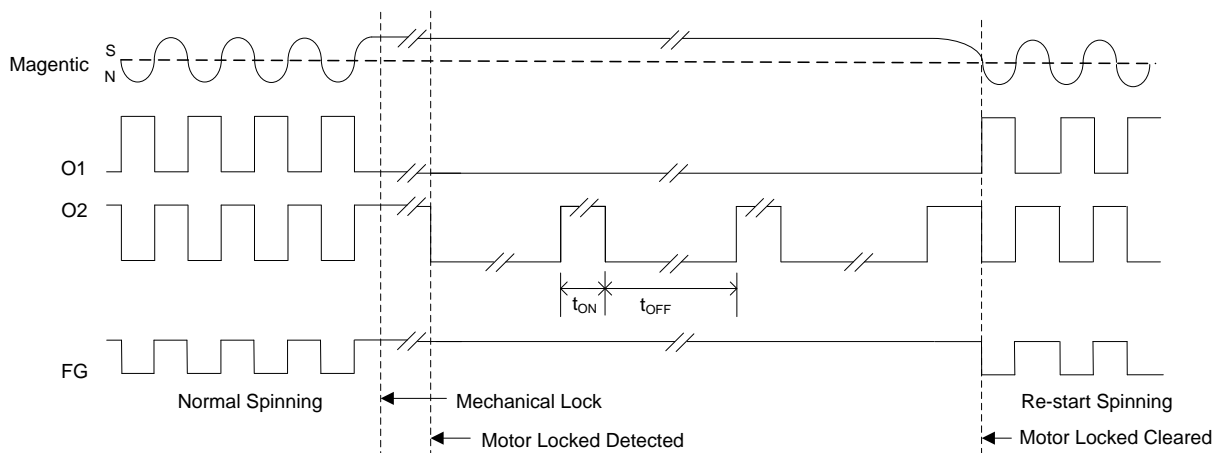 S
Magentic
N
O1
O2
tON
tOFF
FG
Normal Spinning
Mechanical Lock
Re-start Spinning
Motor Locked Detected
Motor Locked Cleared